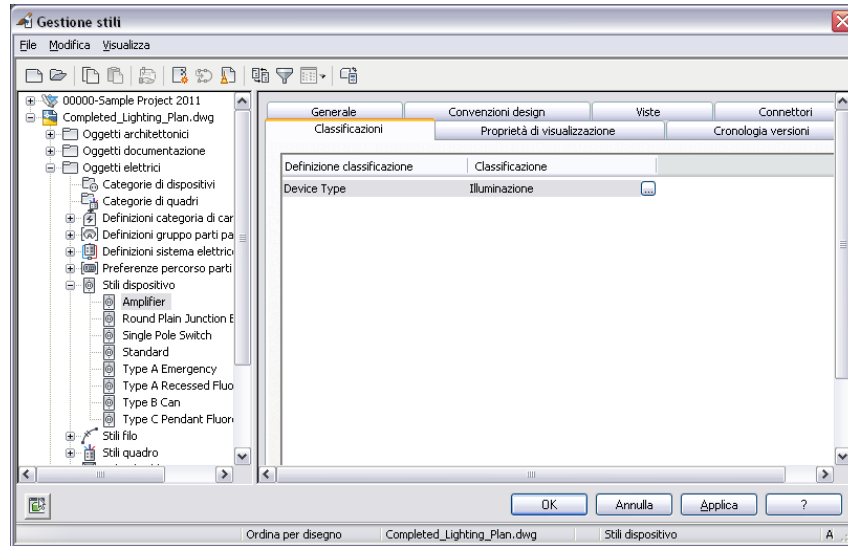 Gestione stili
File Modifica Visualizza
00000-Sample Project 2011
Completed_Lighting_Plan.dwg
Oggetti architettonici
Oggetti documentazione
Oggetti elettrici
Categorie di dispositivi
Categorie di quadri
Definizioni categoria di car
Definizioni gruppo parti pa
Definizioni sistema elettric
Preferenze percorso parti
Stili dispositivo
Amplifier
Round Plain Junction B
Single Pole Switch
Standard
Type A Emergency
Type A Recessed Fluo
Type B Can
Type C Pendant Fluor
Stili filo
Stili quadro
Generale Convenzioni design Viste Connettori
Classificazioni Proprietà di visualizzazione Cronologia versioni
Definizione classificazione Classificazione
Device Type Illuminazione ...
OK Annulla Applica ?
Ordina per disegno Completed_Lighting_Plan.dwg Stili dispositivo A